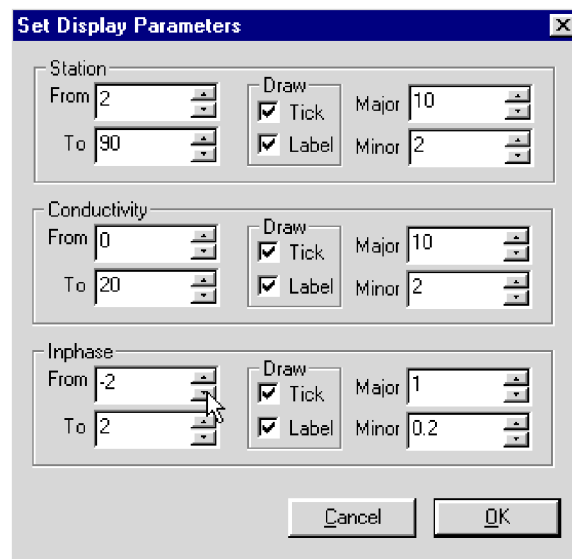 Set Display Parameters
Station
From 2
To 90
Draw
Tick
Label
Major 10
Minor 2
Conductivity
From 0
To 20
Draw
Tick
Label
Major 10
Minor 2
Inphase
From -2
To 2
Draw
Tick
Label
Major 1
Minor 0.2
Cancel
OK